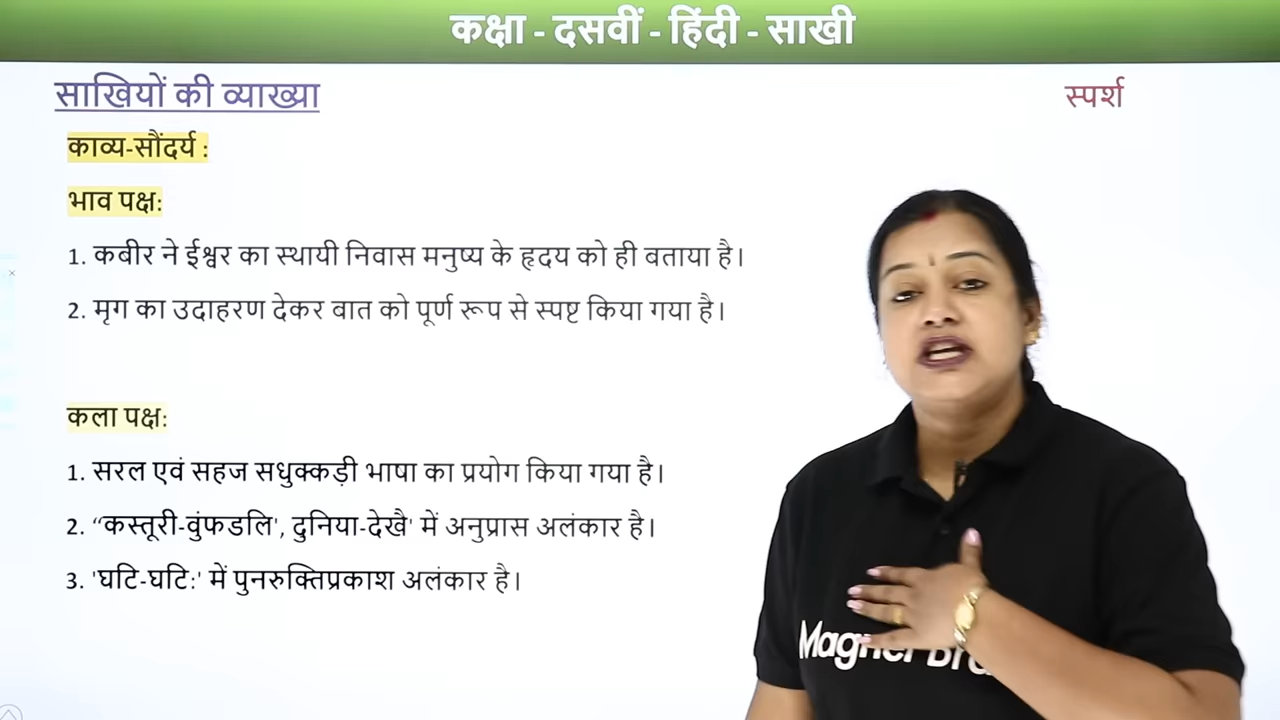 कक्षा - दसवीं - हिंदी - साखी
साखियों की व्याख्या
स्पर्श
काव्य-सौंदर्य :
भाव पक्ष:
1. कबीर ने ईश्वर का स्थायी निवास मनुष्य के हृदय को ही बताया है।
2. मृग का उदाहरण देकर बात को पूर्ण रूप से स्पष्ट किया गया है।
कला पक्ष:
1. सरल एवं सहज सधुक्कड़ी भाषा का प्रयोग किया गया है।
2. “कस्तूरी-वुंफडलि', दुनिया-देखै' में अनुप्रास अलंकार है।
3. 'घटि-घटि:' में पुनरुक्तिप्रकाश अलंकार है।